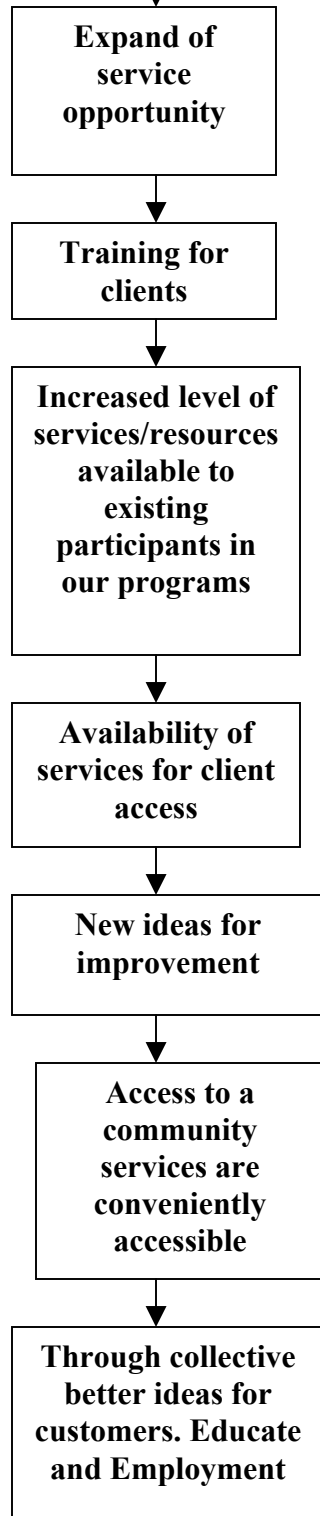 Expand of
service
opportunity
Training for
clients
Increased level of
services/resources
available to
existing
participants in
our programs
Availability of
services for client
access
New ideas for
improvement
Access to a
community
services are
conveniently
accessible
Through collective
better ideas for
customers. Educate
and Employment